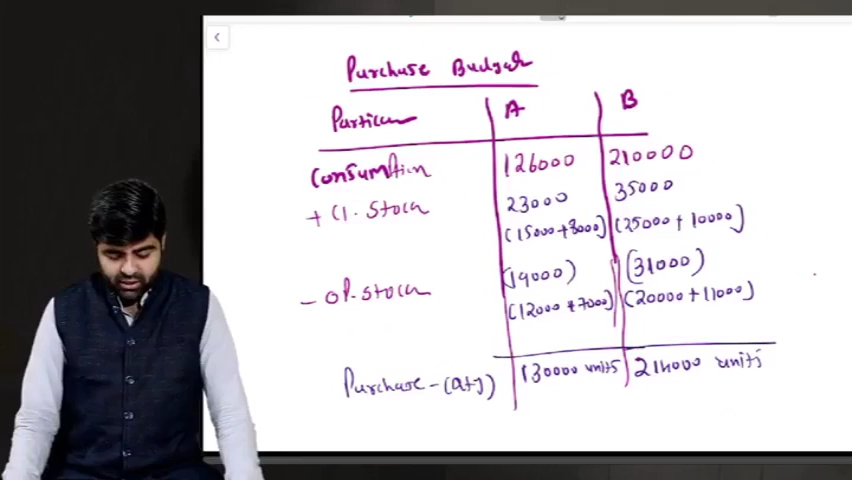 Purchase Budget
Particular A B
Consumption 126000 210000
+ Cl. Stock 23000 35000
(15000+8000) (25000 + 10000)
- OP. Stock (19000) (31000)
(12000 + 7000) (20000 + 11000)
Purchase - (Qty) 130000 units 214000 units